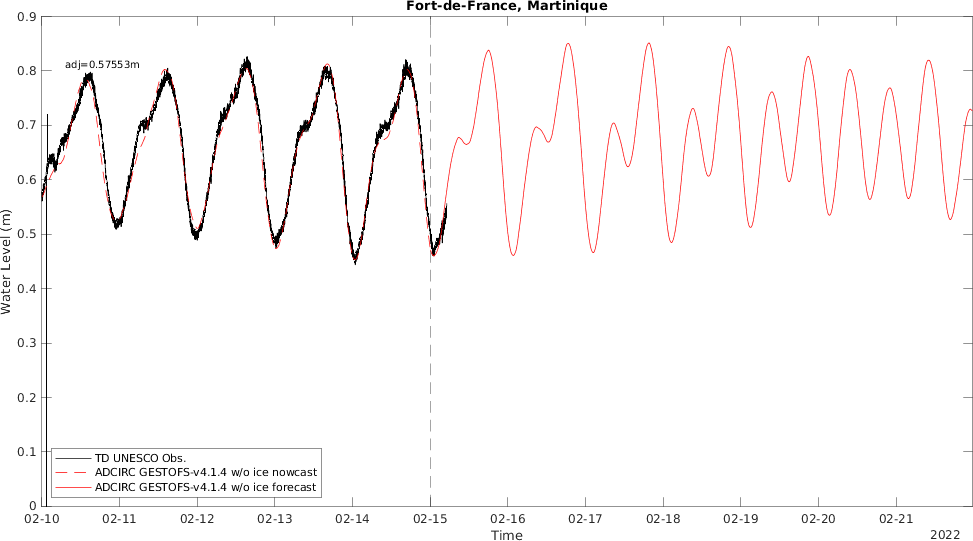 Fort-de-France, Martinique
0.9
adj=0.57553m
0.8
0.7
0.6
0.5
0.4
0.3
0.2
0.1
0
Water Level (m)
TD UNESCO Obs.
ADCIRC GESTOFS-v4.1.4 w/o ice nowcast
ADCIRC GESTOFS-v4.1.4 w/o ice forecast
02-10 02-11 02-12 02-13 02-14 02-15 02-16 02-17 02-18 02-19 02-20 02-21
Time
2022